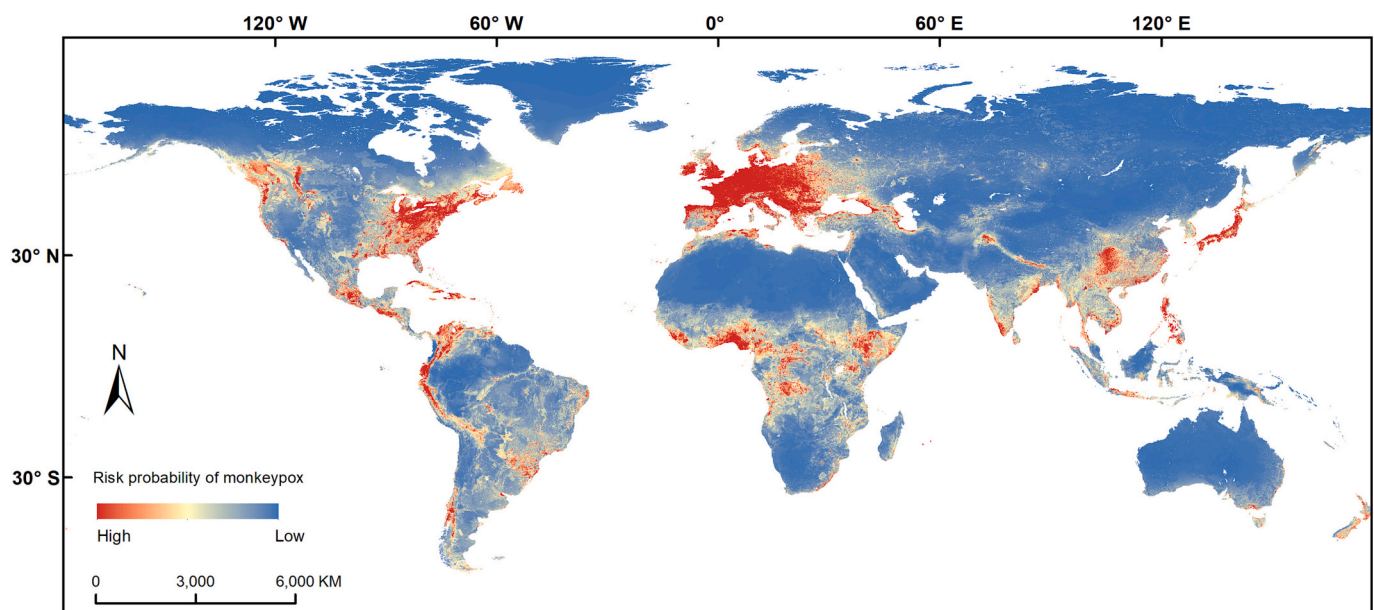 120° W 60° W 0° 60° E 120° E
30° N
N
30° S
Risk probability of monkeypox
High Low
0 3,000 6,000 KM